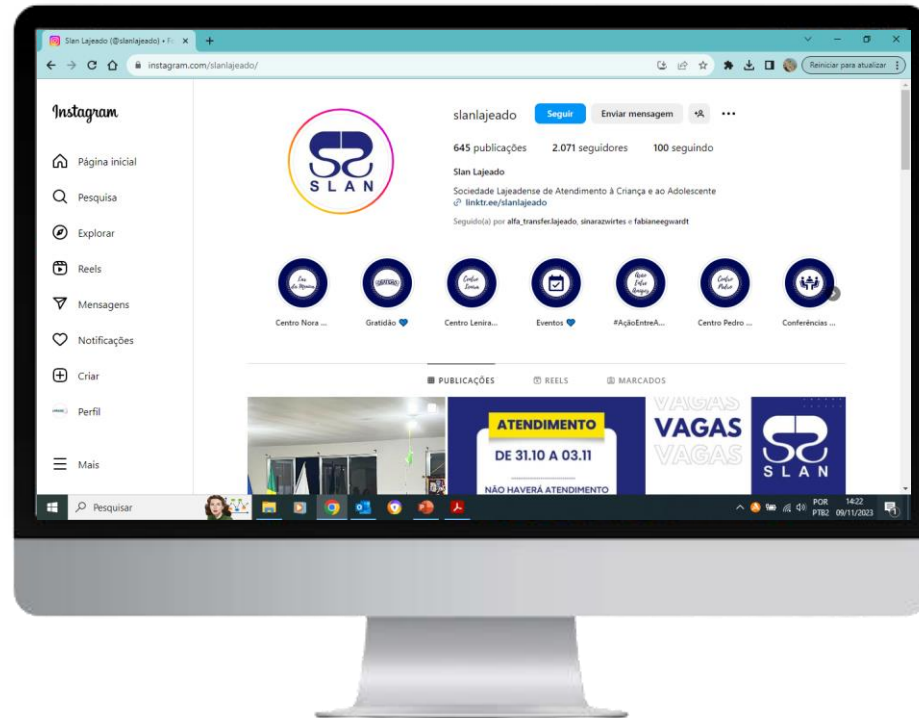 Slan Lajeado (@slanlajeado) • F
instagram.com/slanlajeado/
Reiniciar para atualizar
Instagram
Página inicial
Pesquisa
Explorar
Reels
Mensagens
Notificações
Criar
Perfil
Mais
SLAN
slanlajeado
Seguir
Enviar mensagem
645 publicações 2.071 seguidores 100 seguindo
Slan Lajeado
Sociedade Lajeadense de Atendimento à Criança e ao Adolescente
linktr.ee/slanlajeado
Seguido(a) por alfa_transfer.lajeado, sinarazwirtes e fabianeegwardt
Centro Nora ...
Gratidão
Centro Lenira...
Eventos
#AçãoEntreA...
Centro Pedro ...
Conferências ...
PUBLICAÇÕES
REELS
MARCADOS
ATENDIMENTO
DE 31.10 A 03.11
NÃO HAVERÁ ATENDIMENTO
VAGAS
VAGAS
VAGAS
SLAN
Pesquisar
POR
PTB2
14:22
09/11/2023